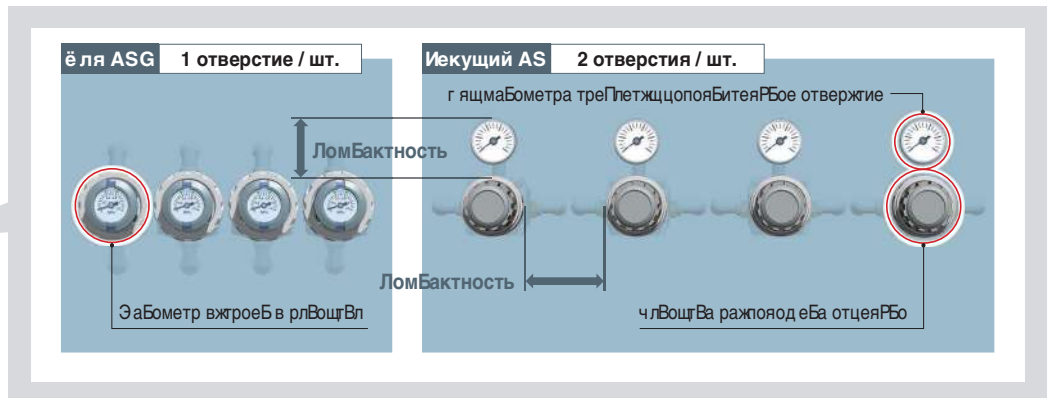 ёля ASG 1 отверстие / шт.
Иекущий AS 2 отверстия / шт.
г ящмаБометра треПлетжщцопояБитеяРБое отвержтие
ЛомБактность
ЛомБактность
ЭаБометр вжтроеБ в рлВощтВл
члВощтВа ражпояод еБа отцеяРБо